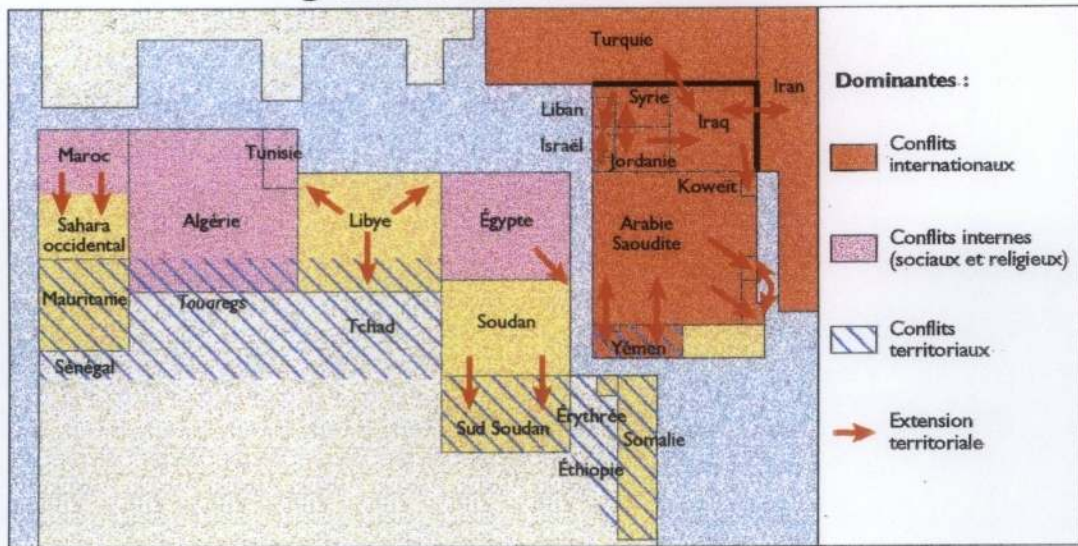 Turquie
Iran
Syrie
Liban
Iraq
Israël
Jordanie
Koweit
Maroc
Tunisie
Sahara
occidental
Algérie
Libye
Égypte
Arabie
Saoudite
Mauritanie
Touaregs
Tchad
Soudan
Yémen
Sénégal
Sud Soudan
Érythrée
Somalie
Éthiopie
Dominantes :
Conflits
internationaux
Conflits internes
(sociaux et religieux)
Conflits
territoriaux
Extension
territoriale